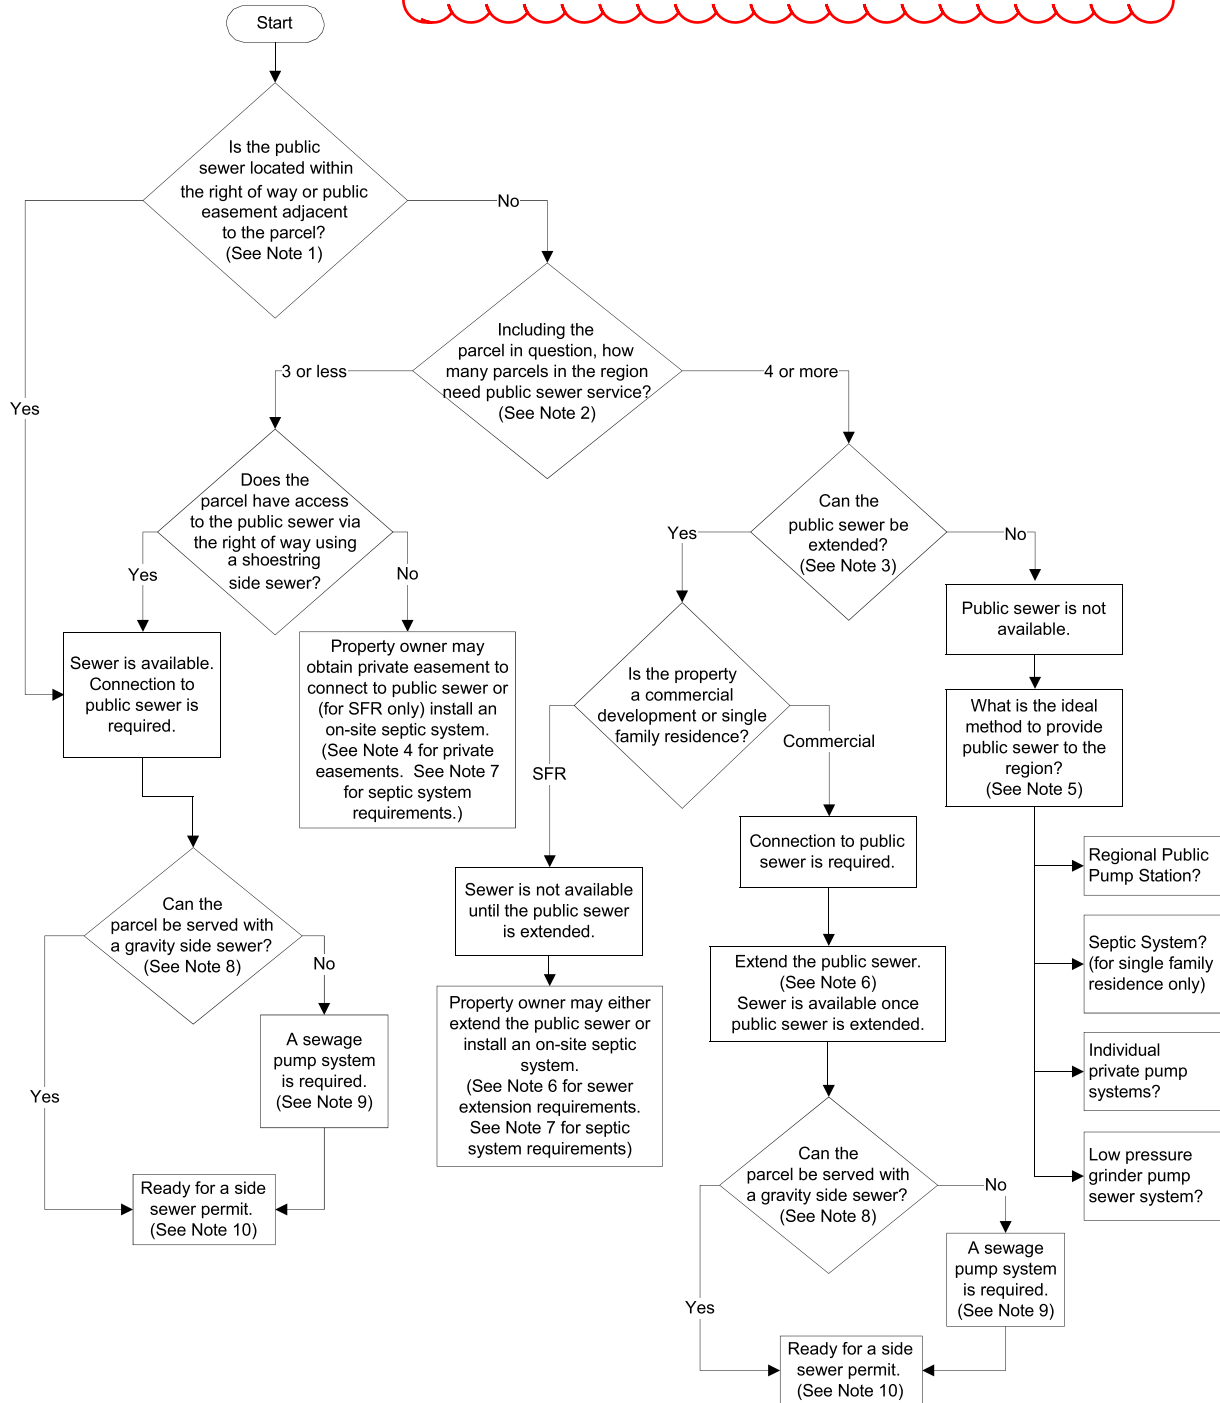 Start
Is the public
sewer located within
the right of way or public
easement adjacent
to the parcel?
(See Note 1)
No
Yes
Including the
parcel in question, how
many parcels in the region
need public sewer service?
(See Note 2)
3 or less
4 or more
Does the
parcel have access
to the public sewer via
the right of way using
a shoestring
side sewer?
Yes
No
Can the
public sewer be
extended?
(See Note 3)
Yes
No
Sewer is available.
Connection to
public sewer is
required.
Property owner may
obtain private easement to
connect to public sewer or
(for SFR only) install an
on-site septic system.
(See Note 4 for private
easements.  See Note 7
for septic system
requirements.)
Is the property
a commercial
development or single
family residence?
SFR
Commercial
Public sewer is not
available.
What is the ideal
method to provide
public sewer to the
region?
(See Note 5)
Regional Public
Pump Station?
Septic System?
(for single family
residence only)
Individual
private pump
systems?
Low pressure
grinder pump
sewer system?
Can the
parcel be served with
a gravity side sewer?
(See Note 8)
Yes
No
A sewage
pump system
is required.
(See Note 9)
Ready for a side
sewer permit.
(See Note 10)
Sewer is not available
until the public sewer
is extended.
Property owner may either
extend the public sewer or
install an on-site septic
system.
(See Note 6 for sewer
extension requirements.
See Note 7 for septic
system requirements)
Connection to public
sewer is required.
Extend the public sewer.
(See Note 6)
Sewer is available once
public sewer is extended.
Can the
parcel be served with
a gravity side sewer?
(See Note 8)
Yes
No
A sewage
pump system
is required.
(See Note 9)
Ready for a side
sewer permit.
(See Note 10)